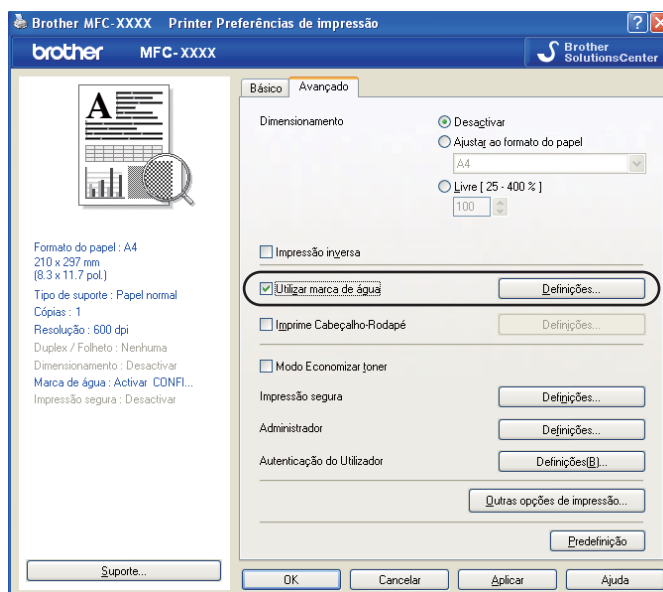 Brother MFC-XXXX Printer Preferências de impressão
brother MFC-XXXX
Brother
SolutionsCenter
A
Formato do papel : A4
210 x 297 mm
(8.3 x 11.7 pol.)
Tipo de suporte : Papel normal
Cópias : 1
Resolução : 600 dpi
Duplex / Folheto : Nenhuma
Dimensionamento : Desactivar
Marca de água : Activar CONFI...
Impressão segura : Desactivar
Suporte...
Básico Avançado
Dimensionamento
Desactivar
Ajustar ao formato do papel
A4
Livre [ 25 - 400 % ]
100
Impressão inversa
Utilizar marca de água Definições...
Imprime Cabeçalho-Rodapé Definições...
Modo Economizar toner
Impressão segura Definições...
Administrador Definições...
Autenticação do Utilizador Definições(B)...
Outras opções de impressão...
Predefinição
OK Cancelar Aplicar Ajuda